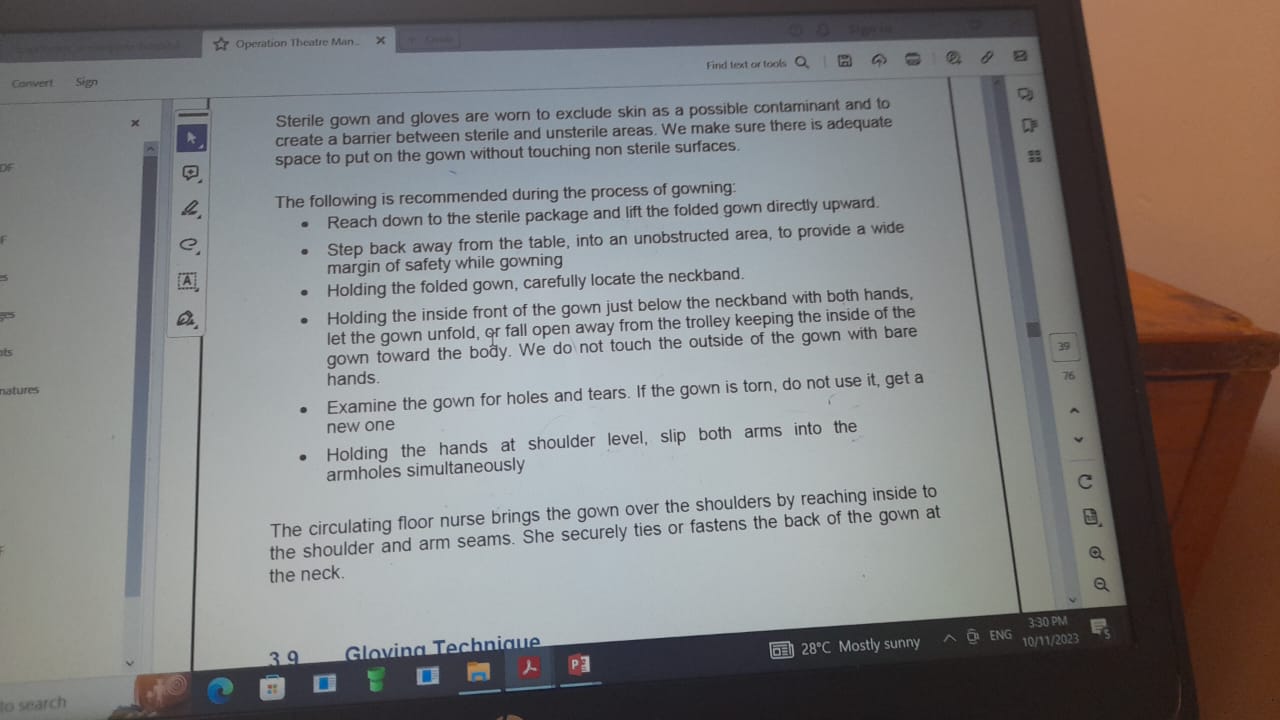 Operation Theatre Man..
Create
Sign in
Convert Sign
Find text or tools
Sterile gown and gloves are worn to exclude skin as a possible contaminant and to
create a barrier between sterile and unsterile areas. We make sure there is adequate
space to put on the gown without touching non sterile surfaces.
The following is recommended during the process of gowning:
• Reach down to the sterile package and lift the folded gown directly upward.
• Step back away from the table, into an unobstructed area, to provide a wide
margin of safety while gowning
• Holding the folded gown, carefully locate the neckband.
• Holding the inside front of the gown just below the neckband with both hands,
let the gown unfold, or fall open away from the trolley keeping the inside of the
gown toward the body. We do not touch the outside of the gown with bare
hands.
• Examine the gown for holes and tears. If the gown is torn, do not use it, get a
new one
• Holding the hands at shoulder level, slip both arms into the
armholes simultaneously
The circulating floor nurse brings the gown over the shoulders by reaching inside to
the shoulder and arm seams. She securely ties or fastens the back of the gown at
the neck.
3.9 Gloving Technique
DF
F
es
ges
nts
natures
F
39
76
to search
28°C Mostly sunny
ENG
3:30 PM
10/11/2023
5